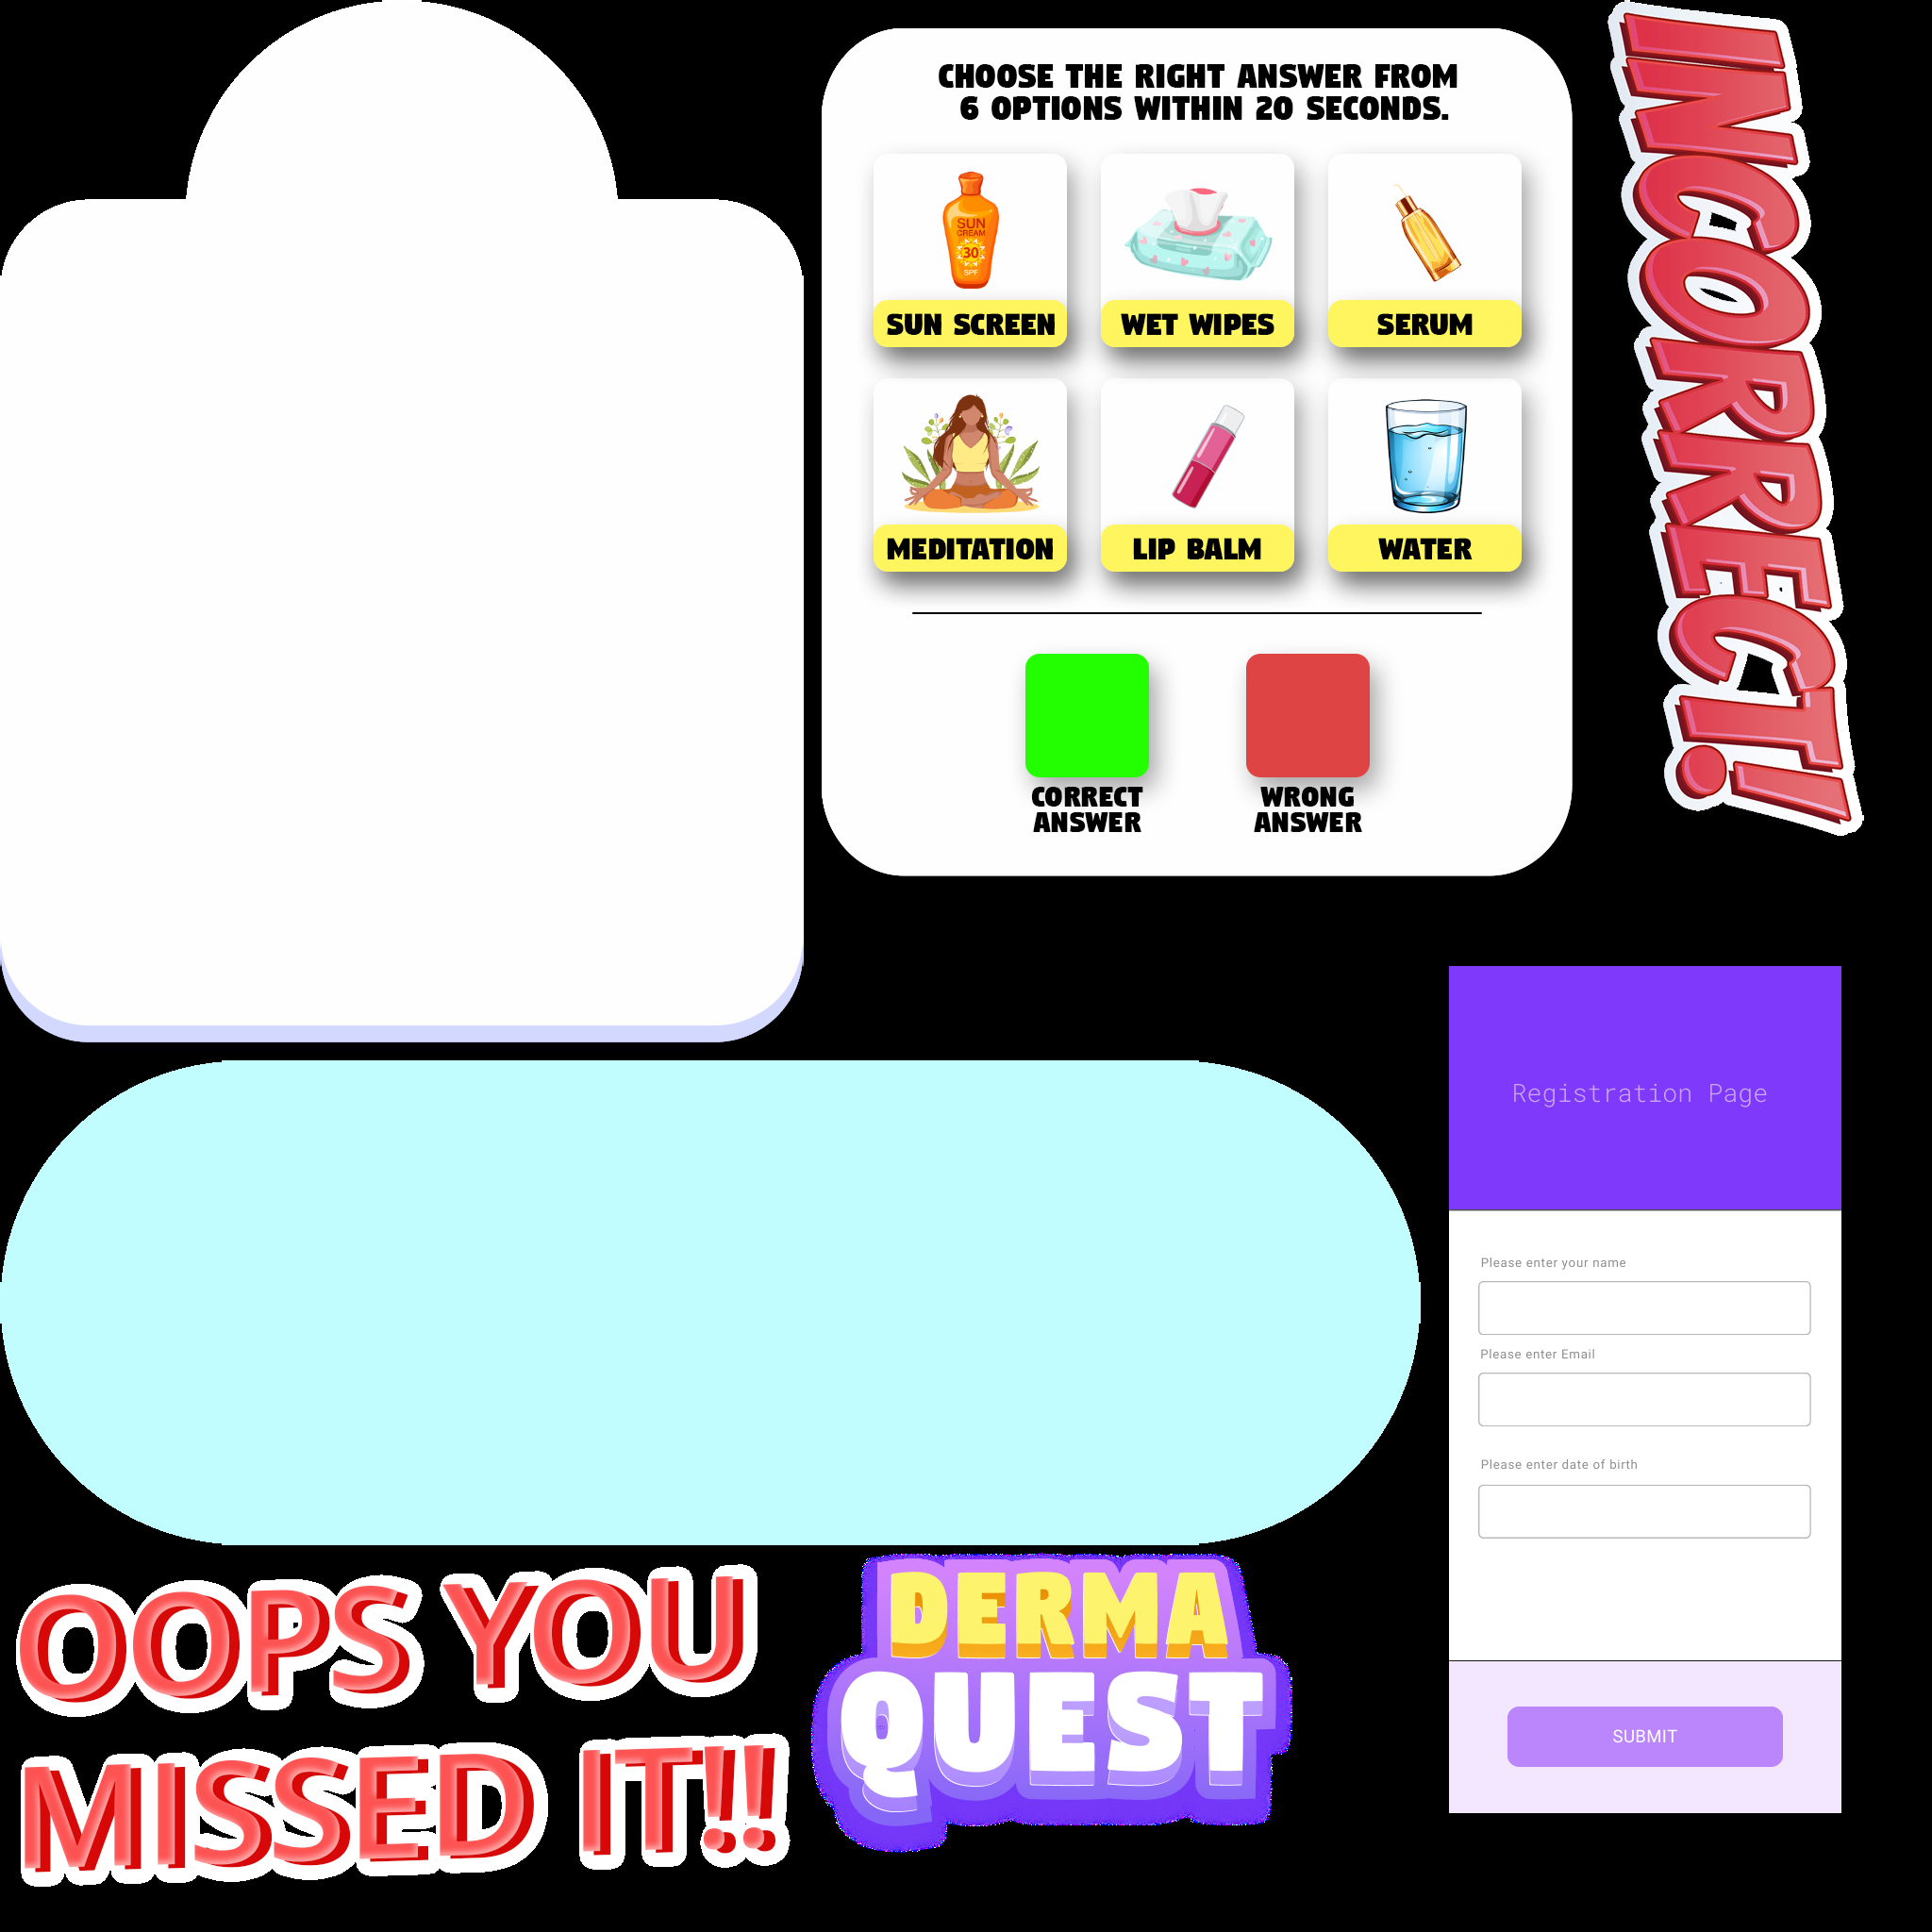 CHOOSE THE RIGHT ANSWER FROM
6 OPTIONS WITHIN 20 SECONDS.
SUN
CREAM
30
SPF
SUN SCREEN
WET WIPES
SERUM
MEDITATION
LIP BALM
WATER
CORRECT
ANSWER
WRONG
ANSWER
INCORRECT!
Registration Page
Please enter your name
Please enter Email
Please enter date of birth
SUBMIT
OOPS YOU
MISSED IT!!
DERMA
QUEST